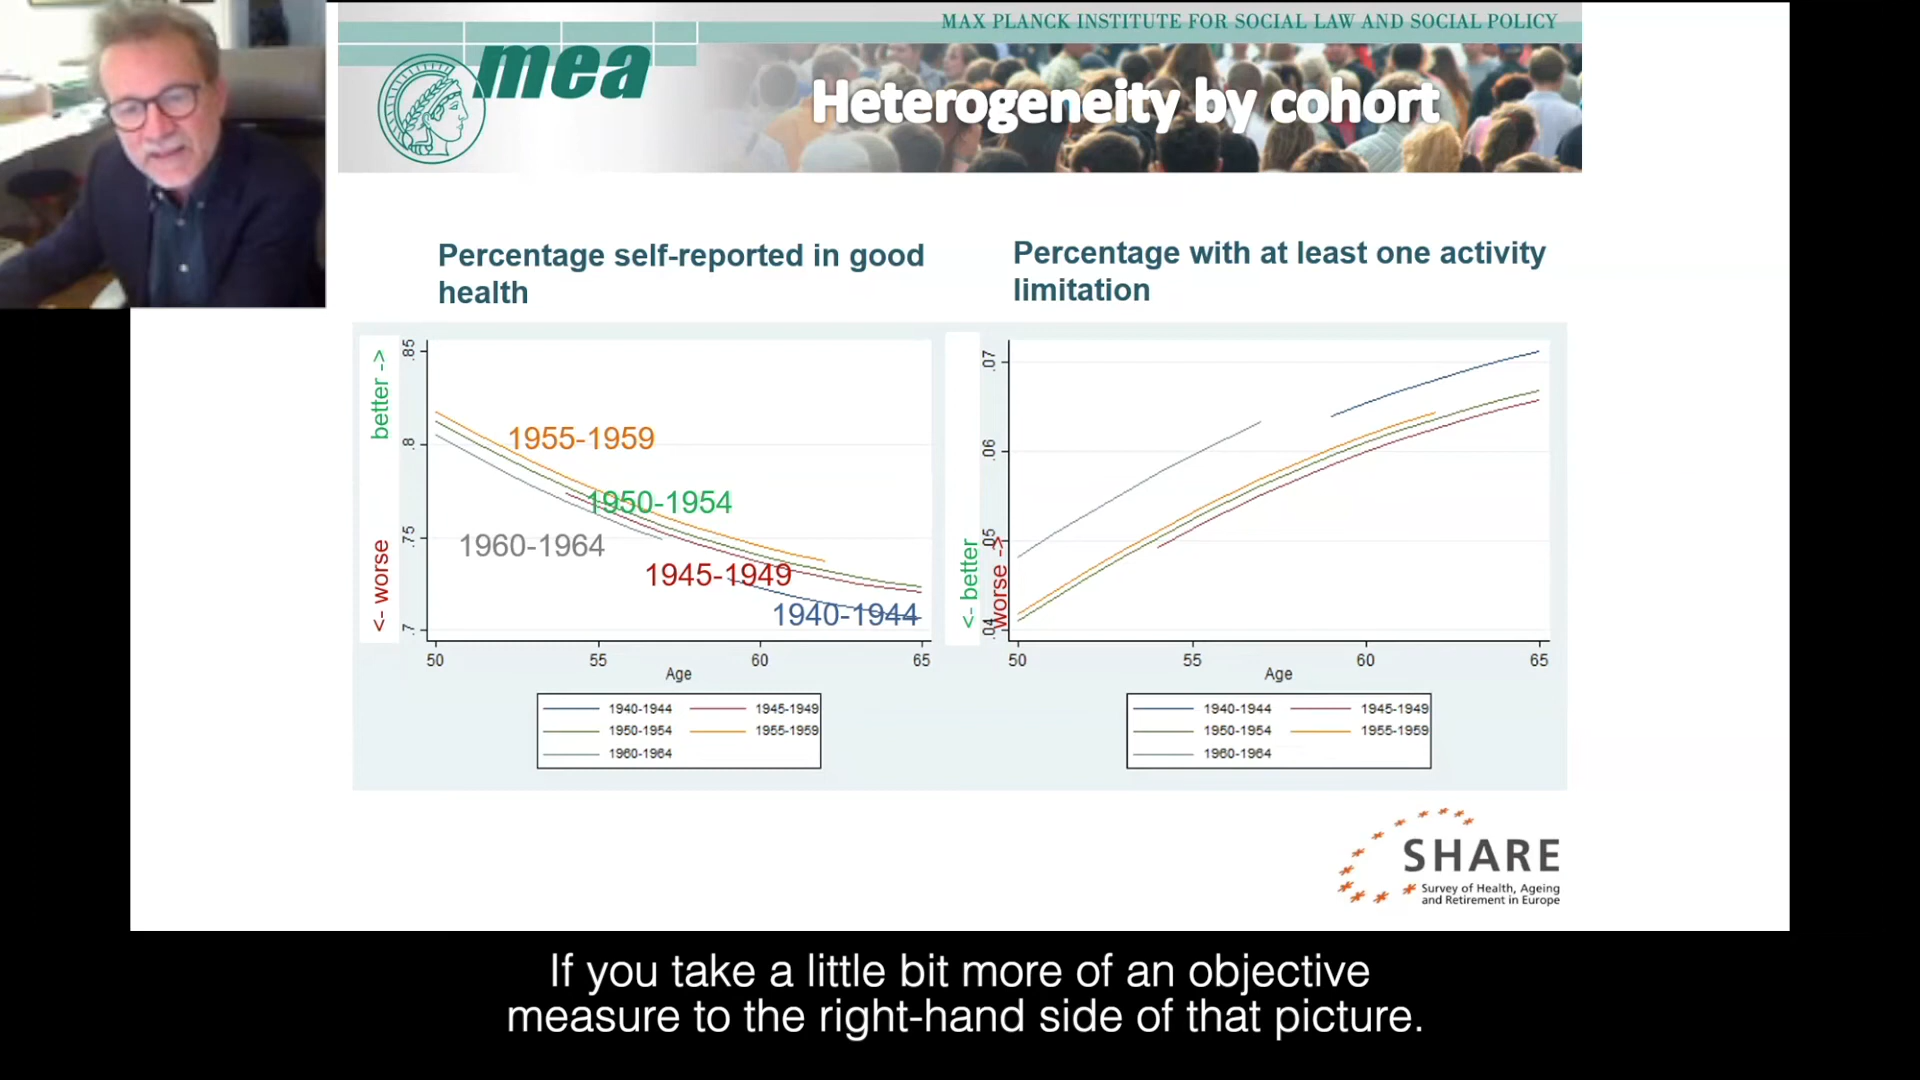 MAX PLANCK INSTITUTE FOR SOCIAL LAW AND SOCIAL POLICY
mea
Heterogeneity by cohort
Percentage self-reported in good
health
Percentage with at least one activity
limitation
better ->
<- worse
.85
.8
.75
.7
1955-1959
1950-1954
1960-1964
1945-1949
1940-1944
50 55 60 65
Age
1940-1944 1945-1949
1950-1954 1955-1959
1960-1964
<- better
worse ->
.07
.06
.05
.04
50 55 60 65
Age
1940-1944 1945-1949
1950-1954 1955-1959
1960-1964
SHARE
Survey of Health, Ageing
and Retirement in Europe
If you take a little bit more of an objective
measure to the right-hand side of that picture.